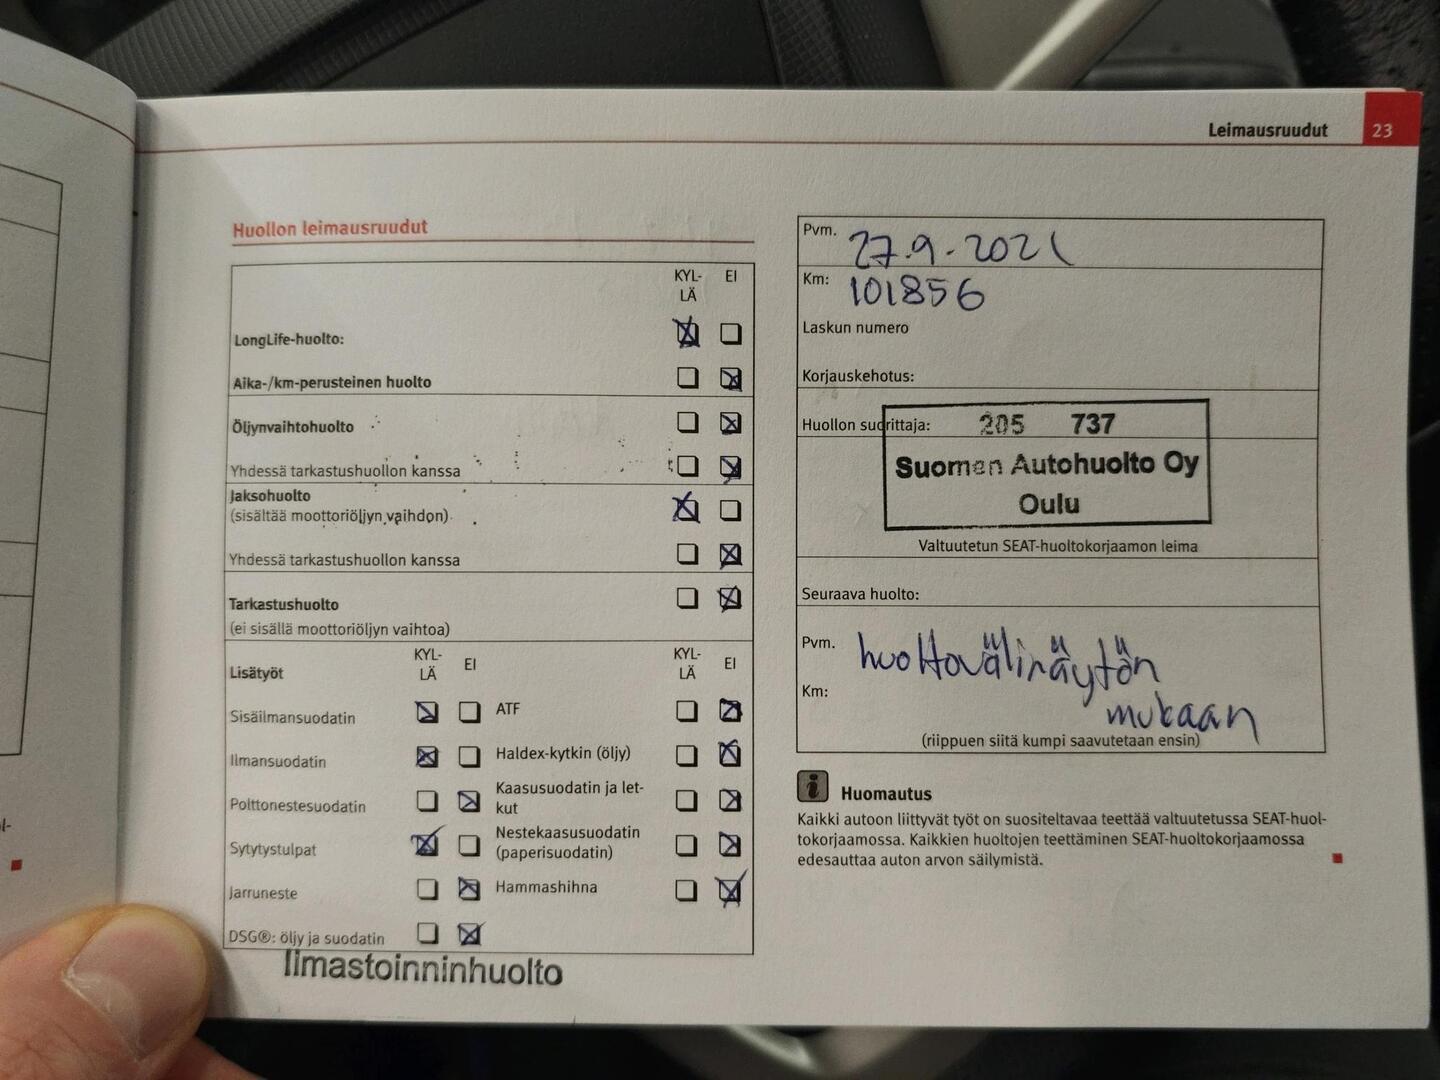 Leimausruudut 23
Huollon leimausruudut
KYL-
LÄ
EI
LongLife-huolto:
Aika-/km-perusteinen huolto
Öljynvaihtohuolto
Yhdessä tarkastushuollon kanssa
Jaksohuolto
(sisältää moottoriöljyn vaihdon)
Yhdessä tarkastushuollon kanssa
Tarkastushuolto
(ei sisällä moottoriöljyn vaihtoa)
Lisätyöt
KYL-
LÄ
EI
KYL-
LÄ
EI
Sisäilmansuodatin
ATF
Ilmansuodatin
Haldex-kytkin (öljy)
Polttonestesuodatin
Kaasusuodatin ja let-
kut
Sytytystulpat
Nestekaasusuodatin
(paperisuodatin)
Jarruneste
Hammashihna
DSG®: öljy ja suodatin
Ilmastoinninhuolto
Pvm. 27.9.2021
Km: 101856
Laskun numero
Korjauskehotus:
Huollon suorittaja:
205 737
Suomen Autohuolto Oy
Oulu
Valtuutetun SEAT-huoltokorjaamon leima
Seuraava huolto:
Pvm. huoltovälinäytön
Km: mukaan
(riippuen siitä kumpi saavutetaan ensin)
Huomautus
Kaikki autoon liittyvät työt on suositeltavaa teettää valtuutetussa SEAT-huol-
tokorjaamossa. Kaikkien huoltojen teettäminen SEAT-huoltokorjaamossa
edesauttaa auton arvon säilymistä.